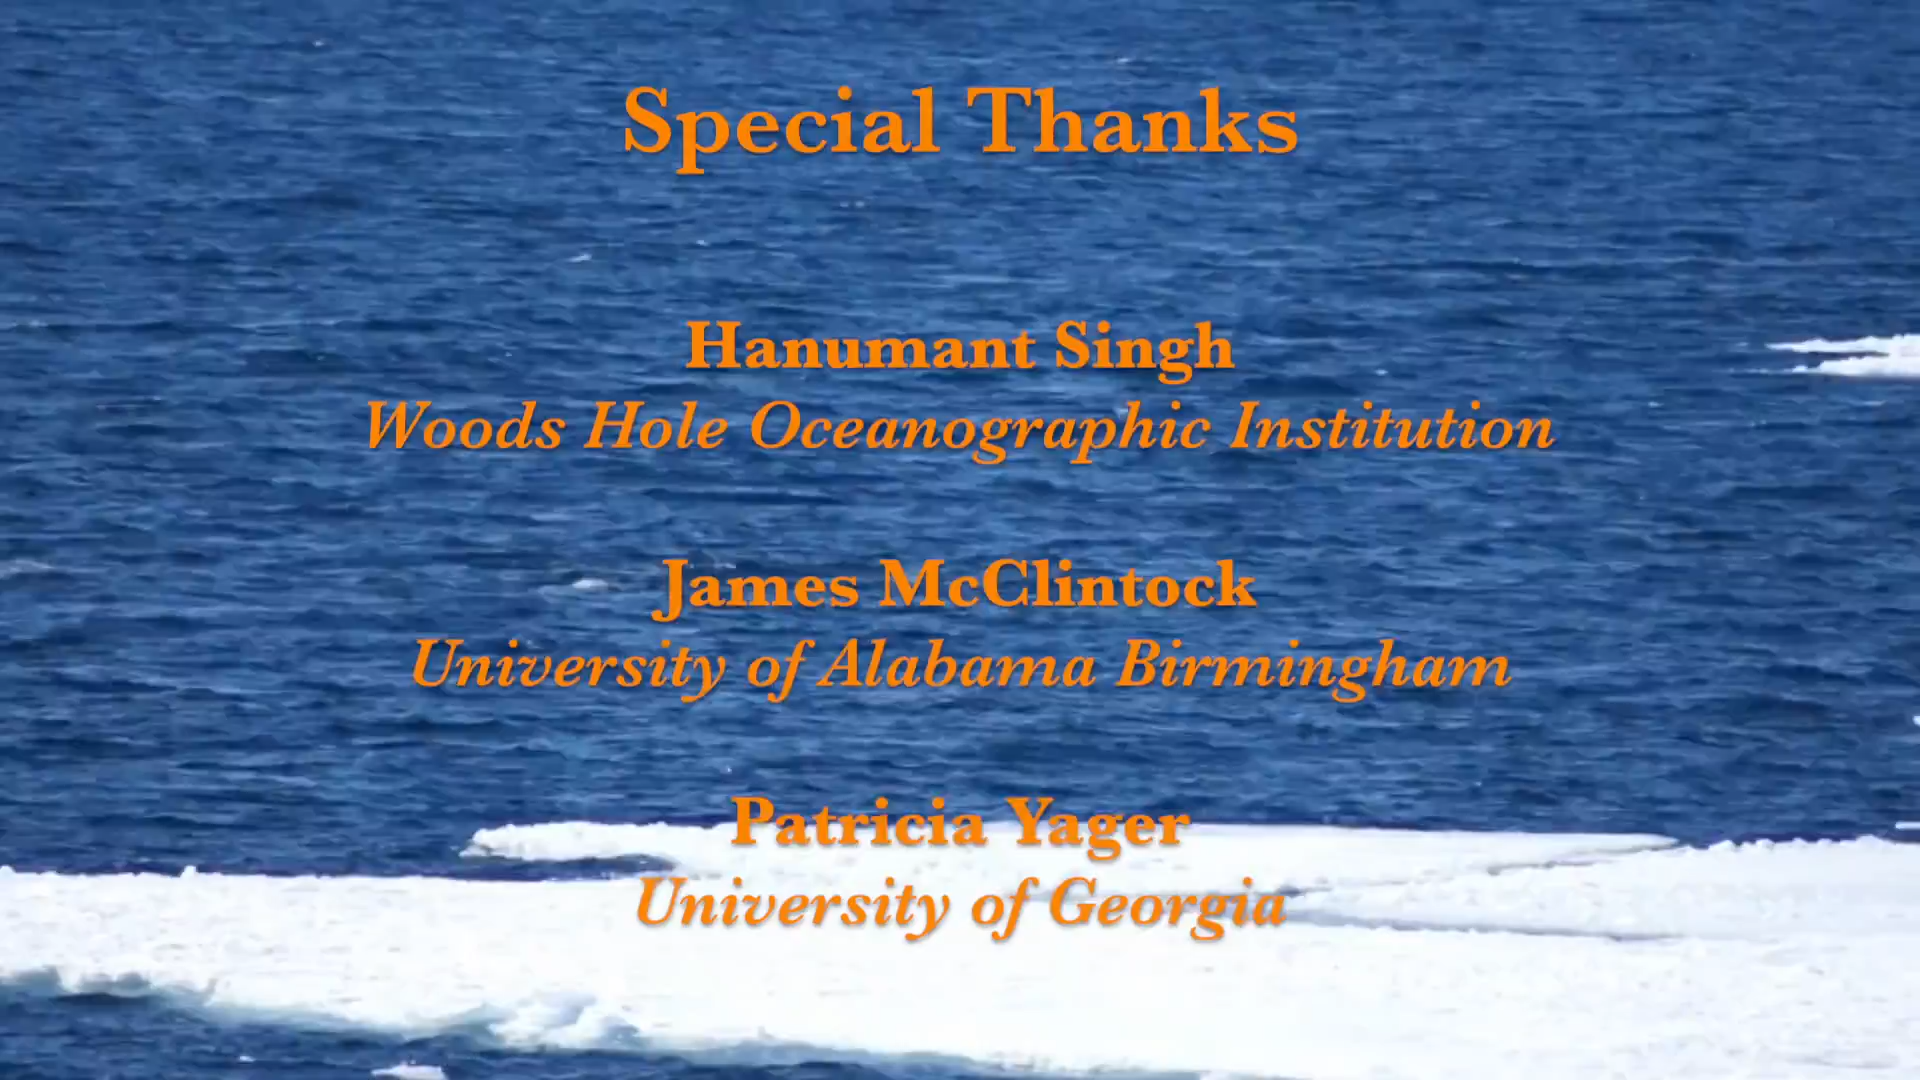 Special Thanks
Hanumant Singh
Woods Hole Oceanographic Institution
James McClintock
University of Alabama Birmingham
Patricia Yager
University of Georgia